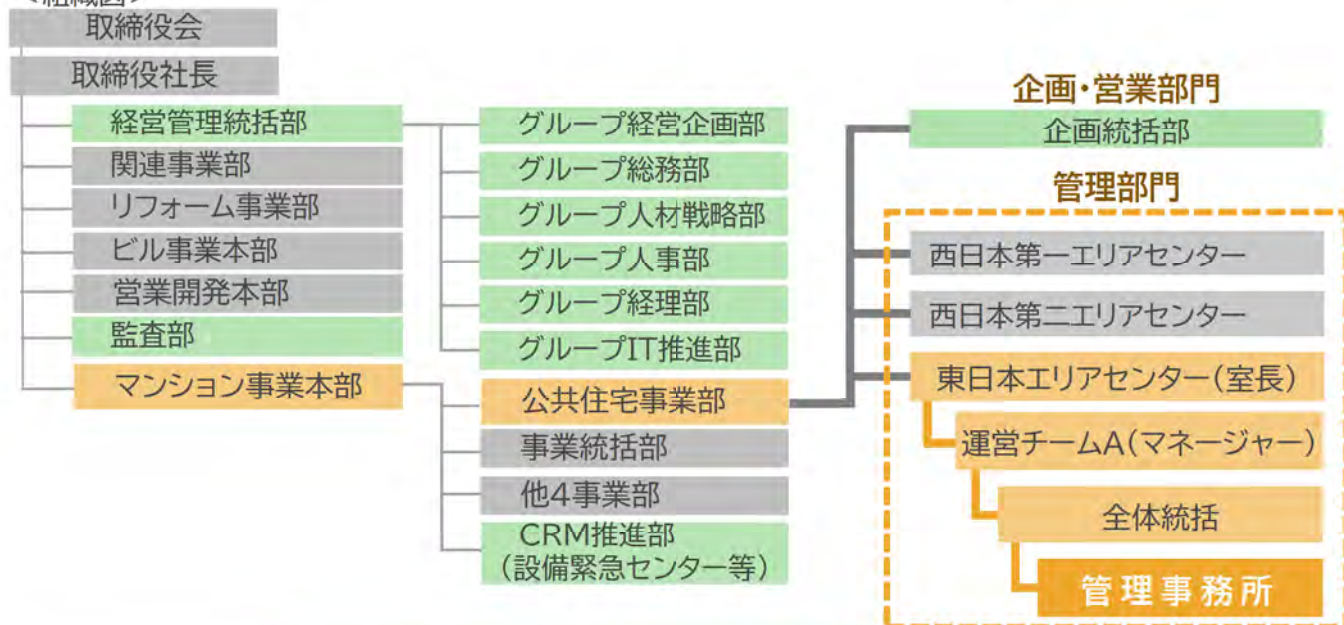 <組織図>
取締役会
取締役社長
経営管理統括部
関連事業部
リフォーム事業部
ビル事業本部
営業開発本部
監査部
マンション事業本部
グループ経営企画部
グループ総務部
グループ人材戦略部
グループ人事部
グループ経理部
グループIT推進部
公共住宅事業部
事業統括部
他4事業部
CRM推進部
(設備緊急センター等)
企画・営業部門
企画統括部
管理部門
西日本第一エリアセンター
西日本第二エリアセンター
東日本エリアセンター(室長)
運営チームA(マネージャー)
全体統括
管理事務所